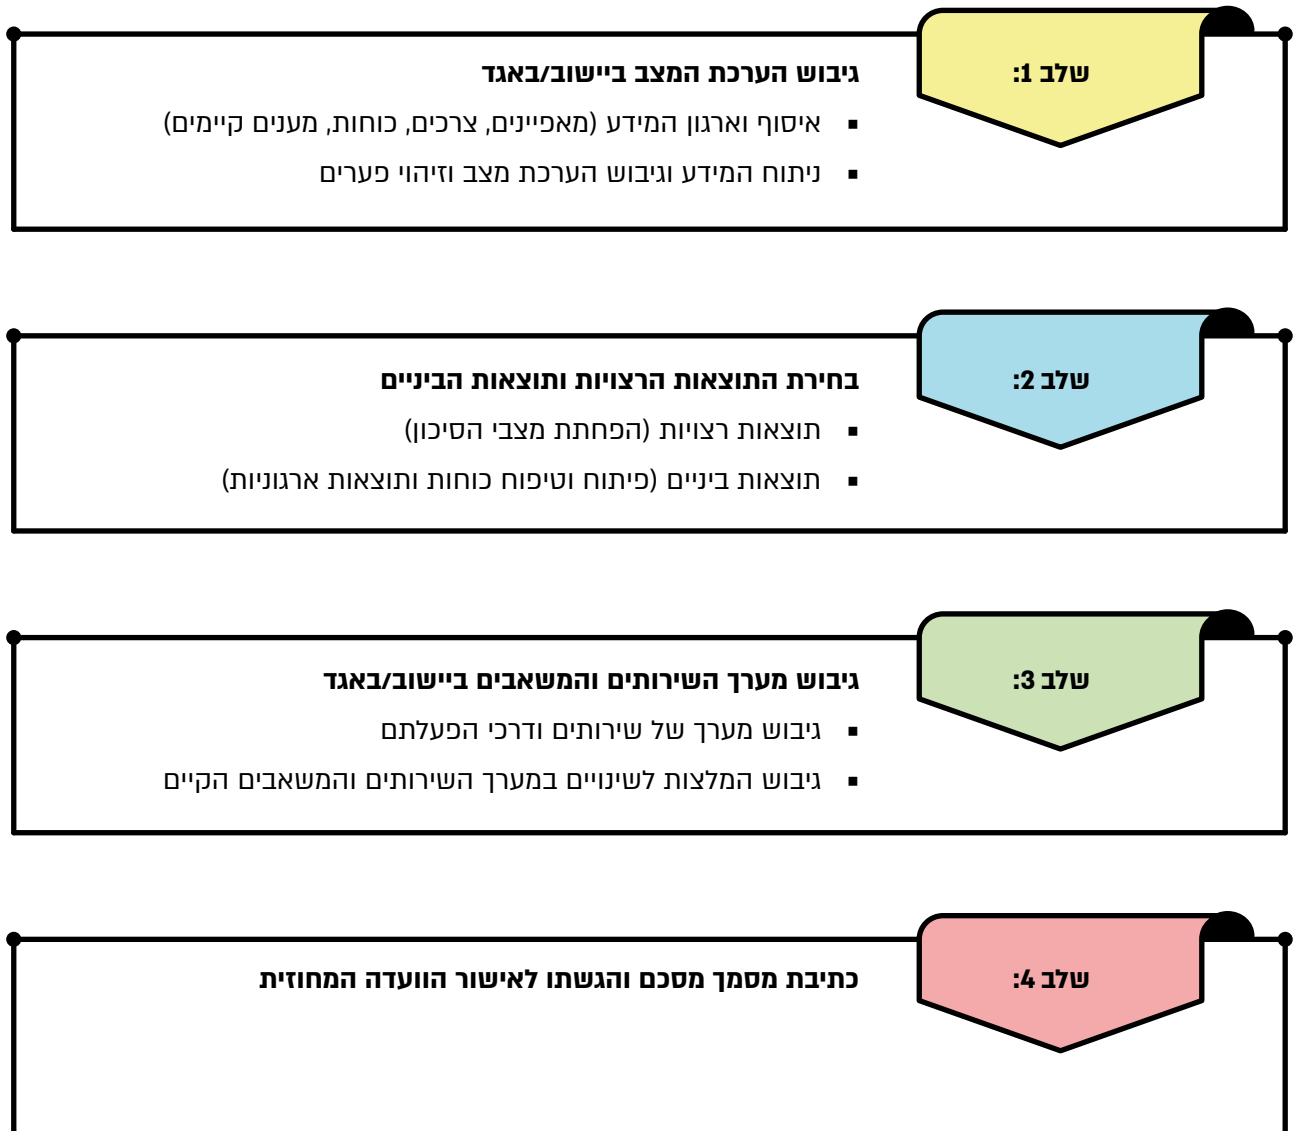 שלב 1:
גיבוש הערכת המצב ביישוב/באגד
▪ איסוף וארגון המידע (מאפיינים, צרכים, כוחות, מענים קיימים)
▪ ניתוח המידע וגיבוש הערכת מצב וזיהוי פערים
שלב 2:
בחירת התוצאות הרצויות ותוצאות הביניים
▪ תוצאות רצויות (הפחתת מצבי הסיכון)
▪ תוצאות ביניים (פיתוח וטיפוח כוחות ותוצאות ארגוניות)
שלב 3:
גיבוש מערך השירותים והמשאבים ביישוב/באגד
▪ גיבוש מערך של שירותים ודרכי הפעלתם
▪ גיבוש המלצות לשינויים במערך השירותים והמשאבים הקיים
שלב 4:
כתיבת מסמך מסכם והגשתו לאישור הוועדה המחוזית